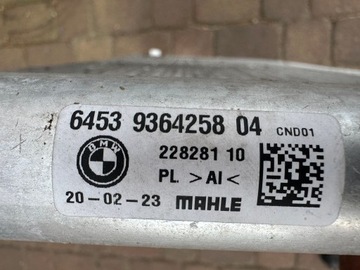 6453 9364258 04 CND01
BMW
228281 10
PL. >Al<
20-02-23 MAHLE